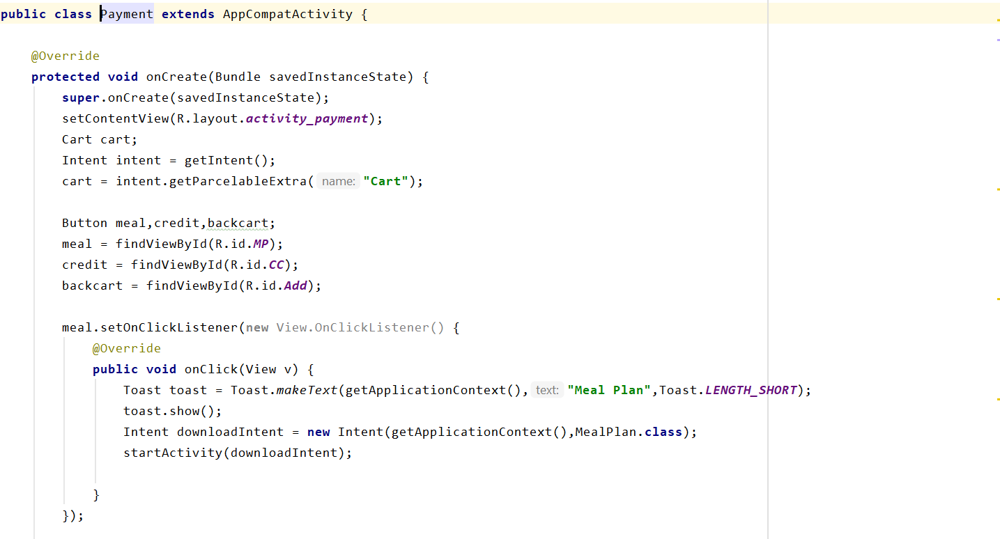 public class Payment extends AppCompatActivity {
@Override
protected void onCreate(Bundle savedInstanceState) {
super.onCreate(savedInstanceState);
setContentView(R.layout.activity_payment);
Cart cart;
Intent intent = getIntent();
cart = intent.getParcelableExtra( name: "Cart");
Button meal,credit,backcart;
meal = findViewById(R.id.MP);
credit = findViewById(R.id.CC);
backcart = findViewById(R.id.Add);
meal.setOnClickListener(new View.OnClickListener() {
@Override
public void onClick(View v) {
Toast toast = Toast.makeText(getApplicationContext(), text: "Meal Plan",Toast.LENGTH_SHORT);
toast.show();
Intent downloadIntent = new Intent(getApplicationContext(),MealPlan.class);
startActivity(downloadIntent);
}
});